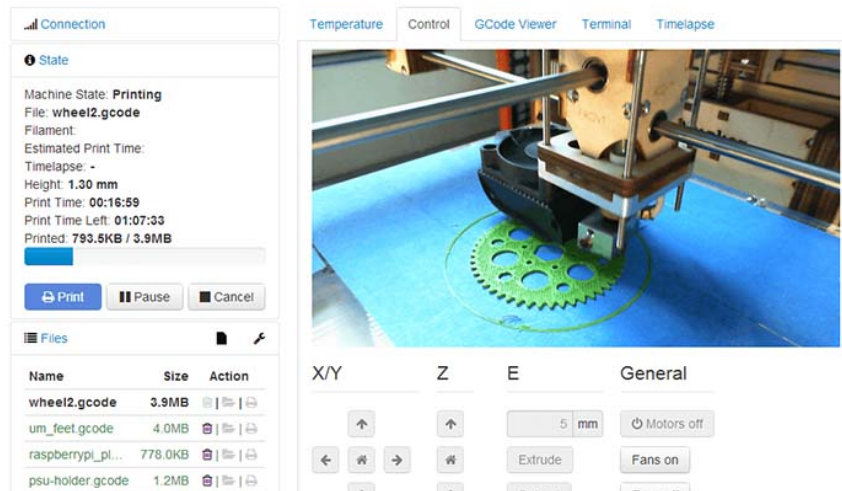 Connection
State
Machine State: Printing
File: wheel2.gcode
Filament:
Estimated Print Time:
Timelapse: -
Height: 1.30 mm
Print Time: 00:16:59
Print Time Left: 01:07:33
Printed: 793.5KB / 3.9MB
Print Pause Cancel
Files
Name Size Action
wheel2.gcode 3.9MB
um_feet.gcode 4.0MB
raspberrypi_pl... 778.0KB
psu-holder.gcode 1.2MB
Temperature Control GCode Viewer Terminal Timelapse
X/Y Z E General
5 mm Motors off
Extrude Fans on